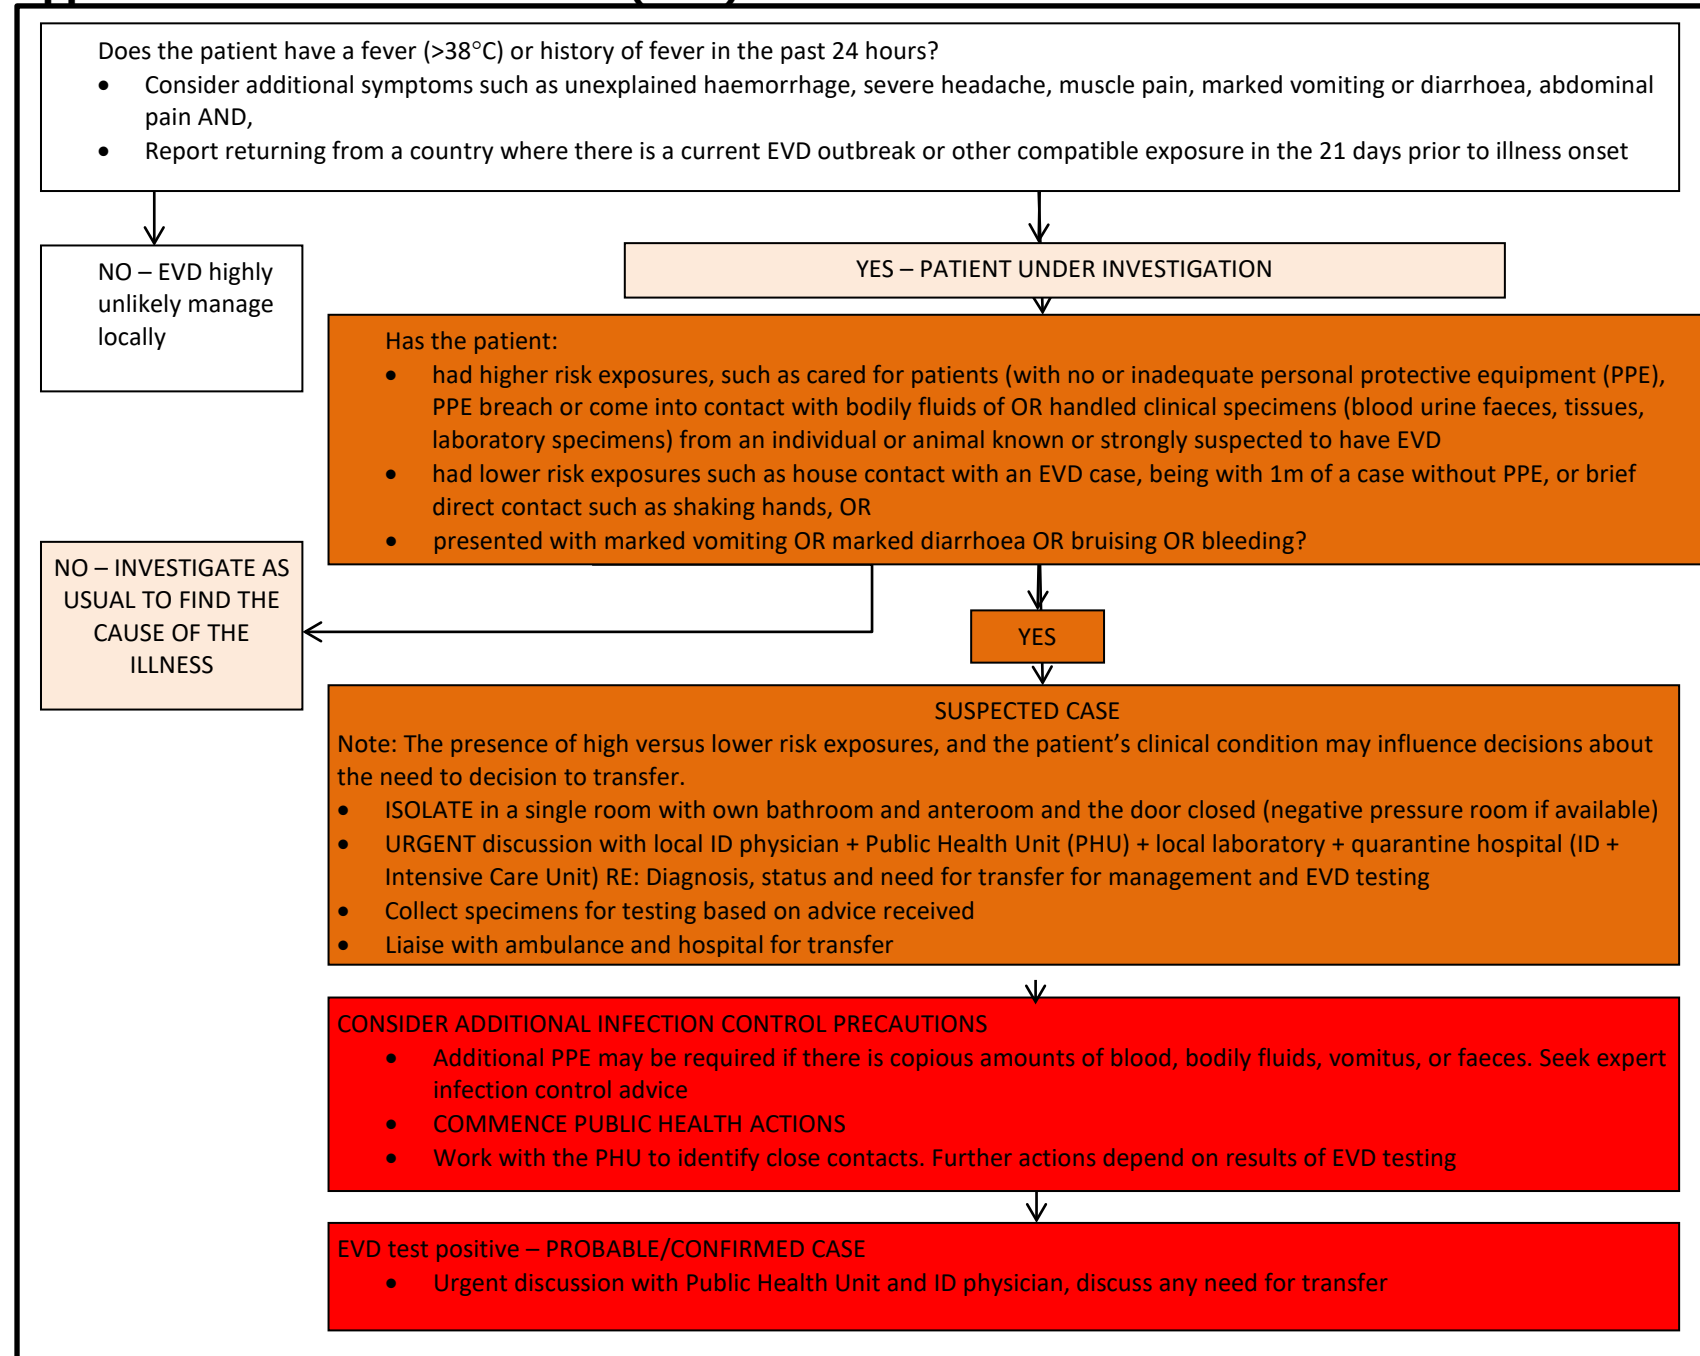 Does the patient have a fever (>38°C) or history of fever in the past 24 hours?
• Consider additional symptoms such as unexplained haemorrhage, severe headache, muscle pain, marked vomiting or diarrhoea, abdominal
pain AND,
• Report returning from a country where there is a current EVD outbreak or other compatible exposure in the 21 days prior to illness onset
NO – EVD highly
unlikely manage
locally
YES – PATIENT UNDER INVESTIGATION
Has the patient:
• had higher risk exposures, such as cared for patients (with no or inadequate personal protective equipment (PPE),
PPE breach or come into contact with bodily fluids of OR handled clinical specimens (blood urine faeces, tissues,
laboratory specimens) from an individual or animal known or strongly suspected to have EVD
• had lower risk exposures such as house contact with an EVD case, being with 1m of a case without PPE, or brief
direct contact such as shaking hands, OR
• presented with marked vomiting OR marked diarrhoea OR bruising OR bleeding?
NO – INVESTIGATE AS
USUAL TO FIND THE
CAUSE OF THE
ILLNESS
YES
SUSPECTED CASE
Note: The presence of high versus lower risk exposures, and the patient’s clinical condition may influence decisions about
the need to decision to transfer.
• ISOLATE in a single room with own bathroom and anteroom and the door closed (negative pressure room if available)
• URGENT discussion with local ID physician + Public Health Unit (PHU) + local laboratory + quarantine hospital (ID +
Intensive Care Unit) RE: Diagnosis, status and need for transfer for management and EVD testing
• Collect specimens for testing based on advice received
• Liaise with ambulance and hospital for transfer
CONSIDER ADDITIONAL INFECTION CONTROL PRECAUTIONS
• Additional PPE may be required if there is copious amounts of blood, bodily fluids, vomitus, or faeces. Seek expert
infection control advice
• COMMENCE PUBLIC HEALTH ACTIONS
• Work with the PHU to identify close contacts. Further actions depend on results of EVD testing
EVD test positive – PROBABLE/CONFIRMED CASE
• Urgent discussion with Public Health Unit and ID physician, discuss any need for transfer